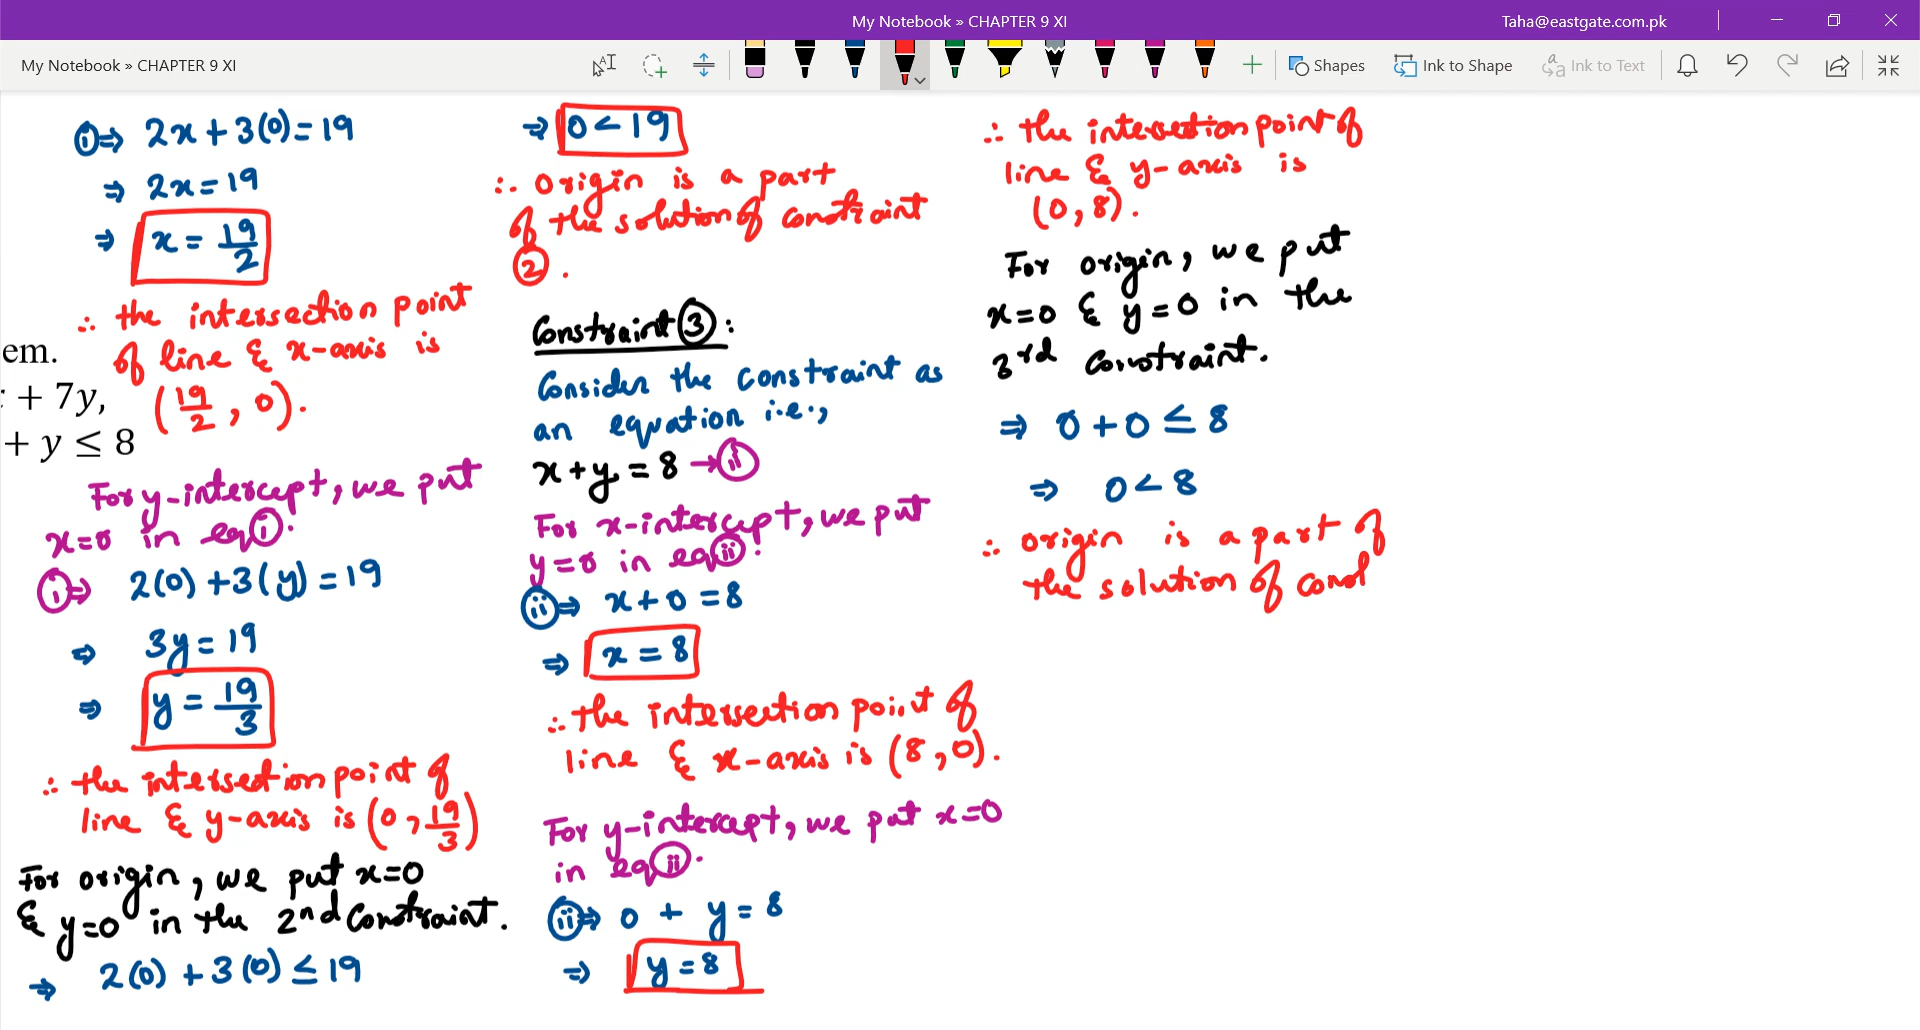 My Notebook » CHAPTER 9 XI
Taha@eastgate.com.pk
My Notebook » CHAPTER 9 XI
Shapes
Ink to Shape
Ink to Text
em.
+ 7y,
+ y ≤ 8
(i) ⇒ 2x + 3(0) = 19
⇒ 2x = 19
⇒ x = 19/2
∴ the intersection point
of line & x-axis is
(19/2, 0).
For y-intercept, we put
x=0 in eq (i).
(i) ⇒ 2(0) + 3(y) = 19
⇒ 3y = 19
⇒ y = 19/3
∴ the intersection point of
line & y-axis is (0, 19/3)
For origin, we put x=0
& y=0 in the 2nd constraint.
⇒ 2(0) + 3(0) ≤ 19
⇒ 0 < 19
∴ origin is a part
of the solution of constraint
(2).
Constraint (3):
Consider the constraint as
an equation i.e.,
x + y = 8 → (ii)
For x-intercept, we put
y=0 in eq (ii).
(ii) ⇒ x + 0 = 8
⇒ x = 8
∴ the intersection point of
line & x-axis is (8, 0).
For y-intercept, we put x=0
in eq (ii).
(ii) ⇒ 0 + y = 8
⇒ y = 8
∴ the intersection point of
line & y-axis is
(0, 8).
For origin, we put
x=0 & y=0 in the
3rd constraint.
⇒ 0 + 0 ≤ 8
⇒ 0 < 8
∴ origin is a part of
the solution of const